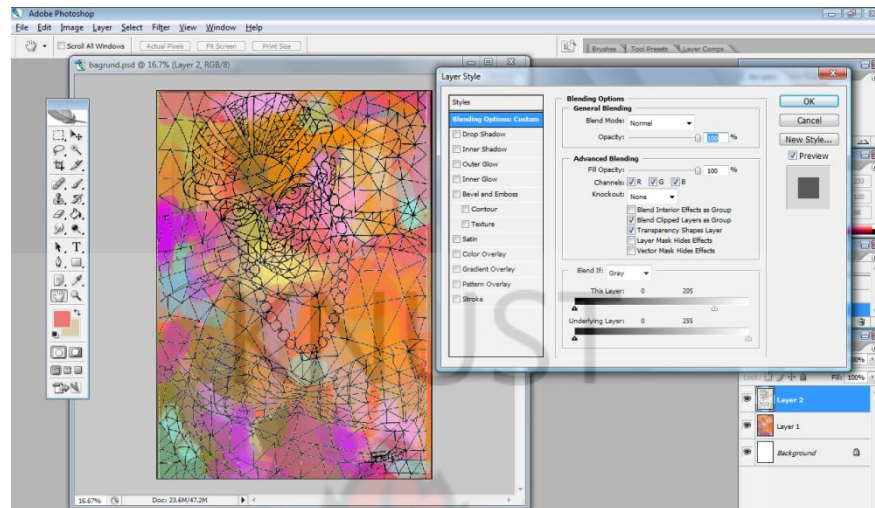 Adobe Photoshop
File Edit Image Layer Select Filter View Window Help
Scroll All Windows Actual Pixels Fit Screen Print Size
Brushes Tool Presets Layer Comps
bagrund.psd @ 16.7% (Layer 2, RGB/8)
Layer Style
Styles
Blending Options: Custom
Drop Shadow
Inner Shadow
Outer Glow
Inner Glow
Bevel and Emboss
Contour
Texture
Satin
Color Overlay
Gradient Overlay
Pattern Overlay
Stroke
Blending Options
General Blending
Blend Mode: Normal
Opacity: 100 %
Advanced Blending
Fill Opacity: 100 %
Channels: R G B
Knockout: None
Blend Interior Effects as Group
Blend Clipped Layers as Group
Transparency Shapes Layer
Layer Mask Hides Effects
Vector Mask Hides Effects
Blend If: Gray
This Layer: 0 205
Underlying Layer: 0 255
OK
Cancel
New Style...
Preview
KNUST
Lock: Fill: 100%
Layer 2
Layer 1
Background
16.67% Doc: 23.6M/47.2M